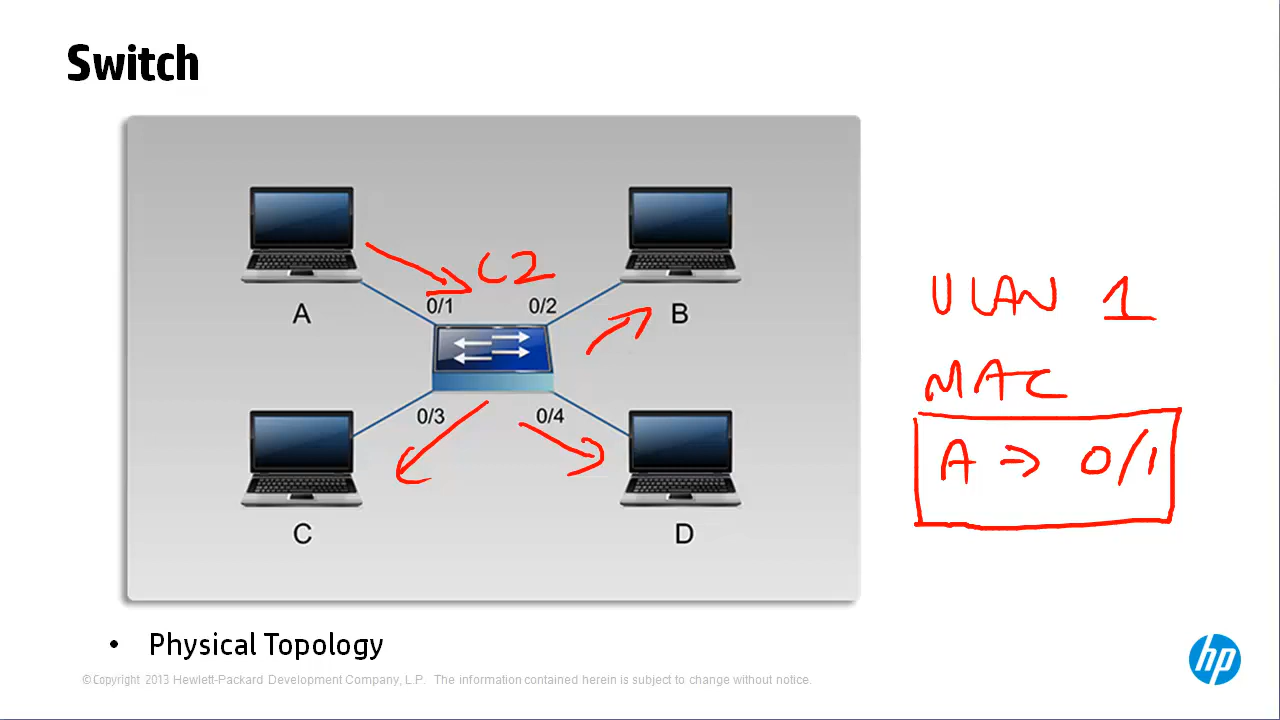 Switch
A
B
L2
0/1
0/2
0/3
0/4
C
D
VLAN 1
MAC
A → 0/1
• Physical Topology
© Copyright 2013 Hewlett-Packard Development Company, L.P. The information contained herein is subject to change without notice.
hp